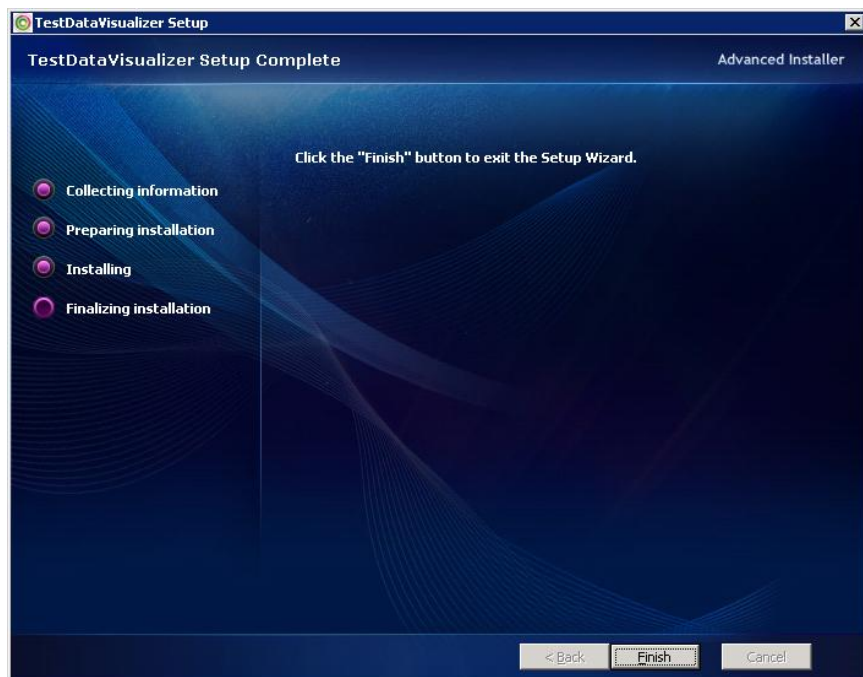 TestDataVisualizer Setup
TestDataVisualizer Setup Complete
Advanced Installer
Click the "Finish" button to exit the Setup Wizard.
Collecting information
Preparing installation
Installing
Finalizing installation
< Back
Finish
Cancel